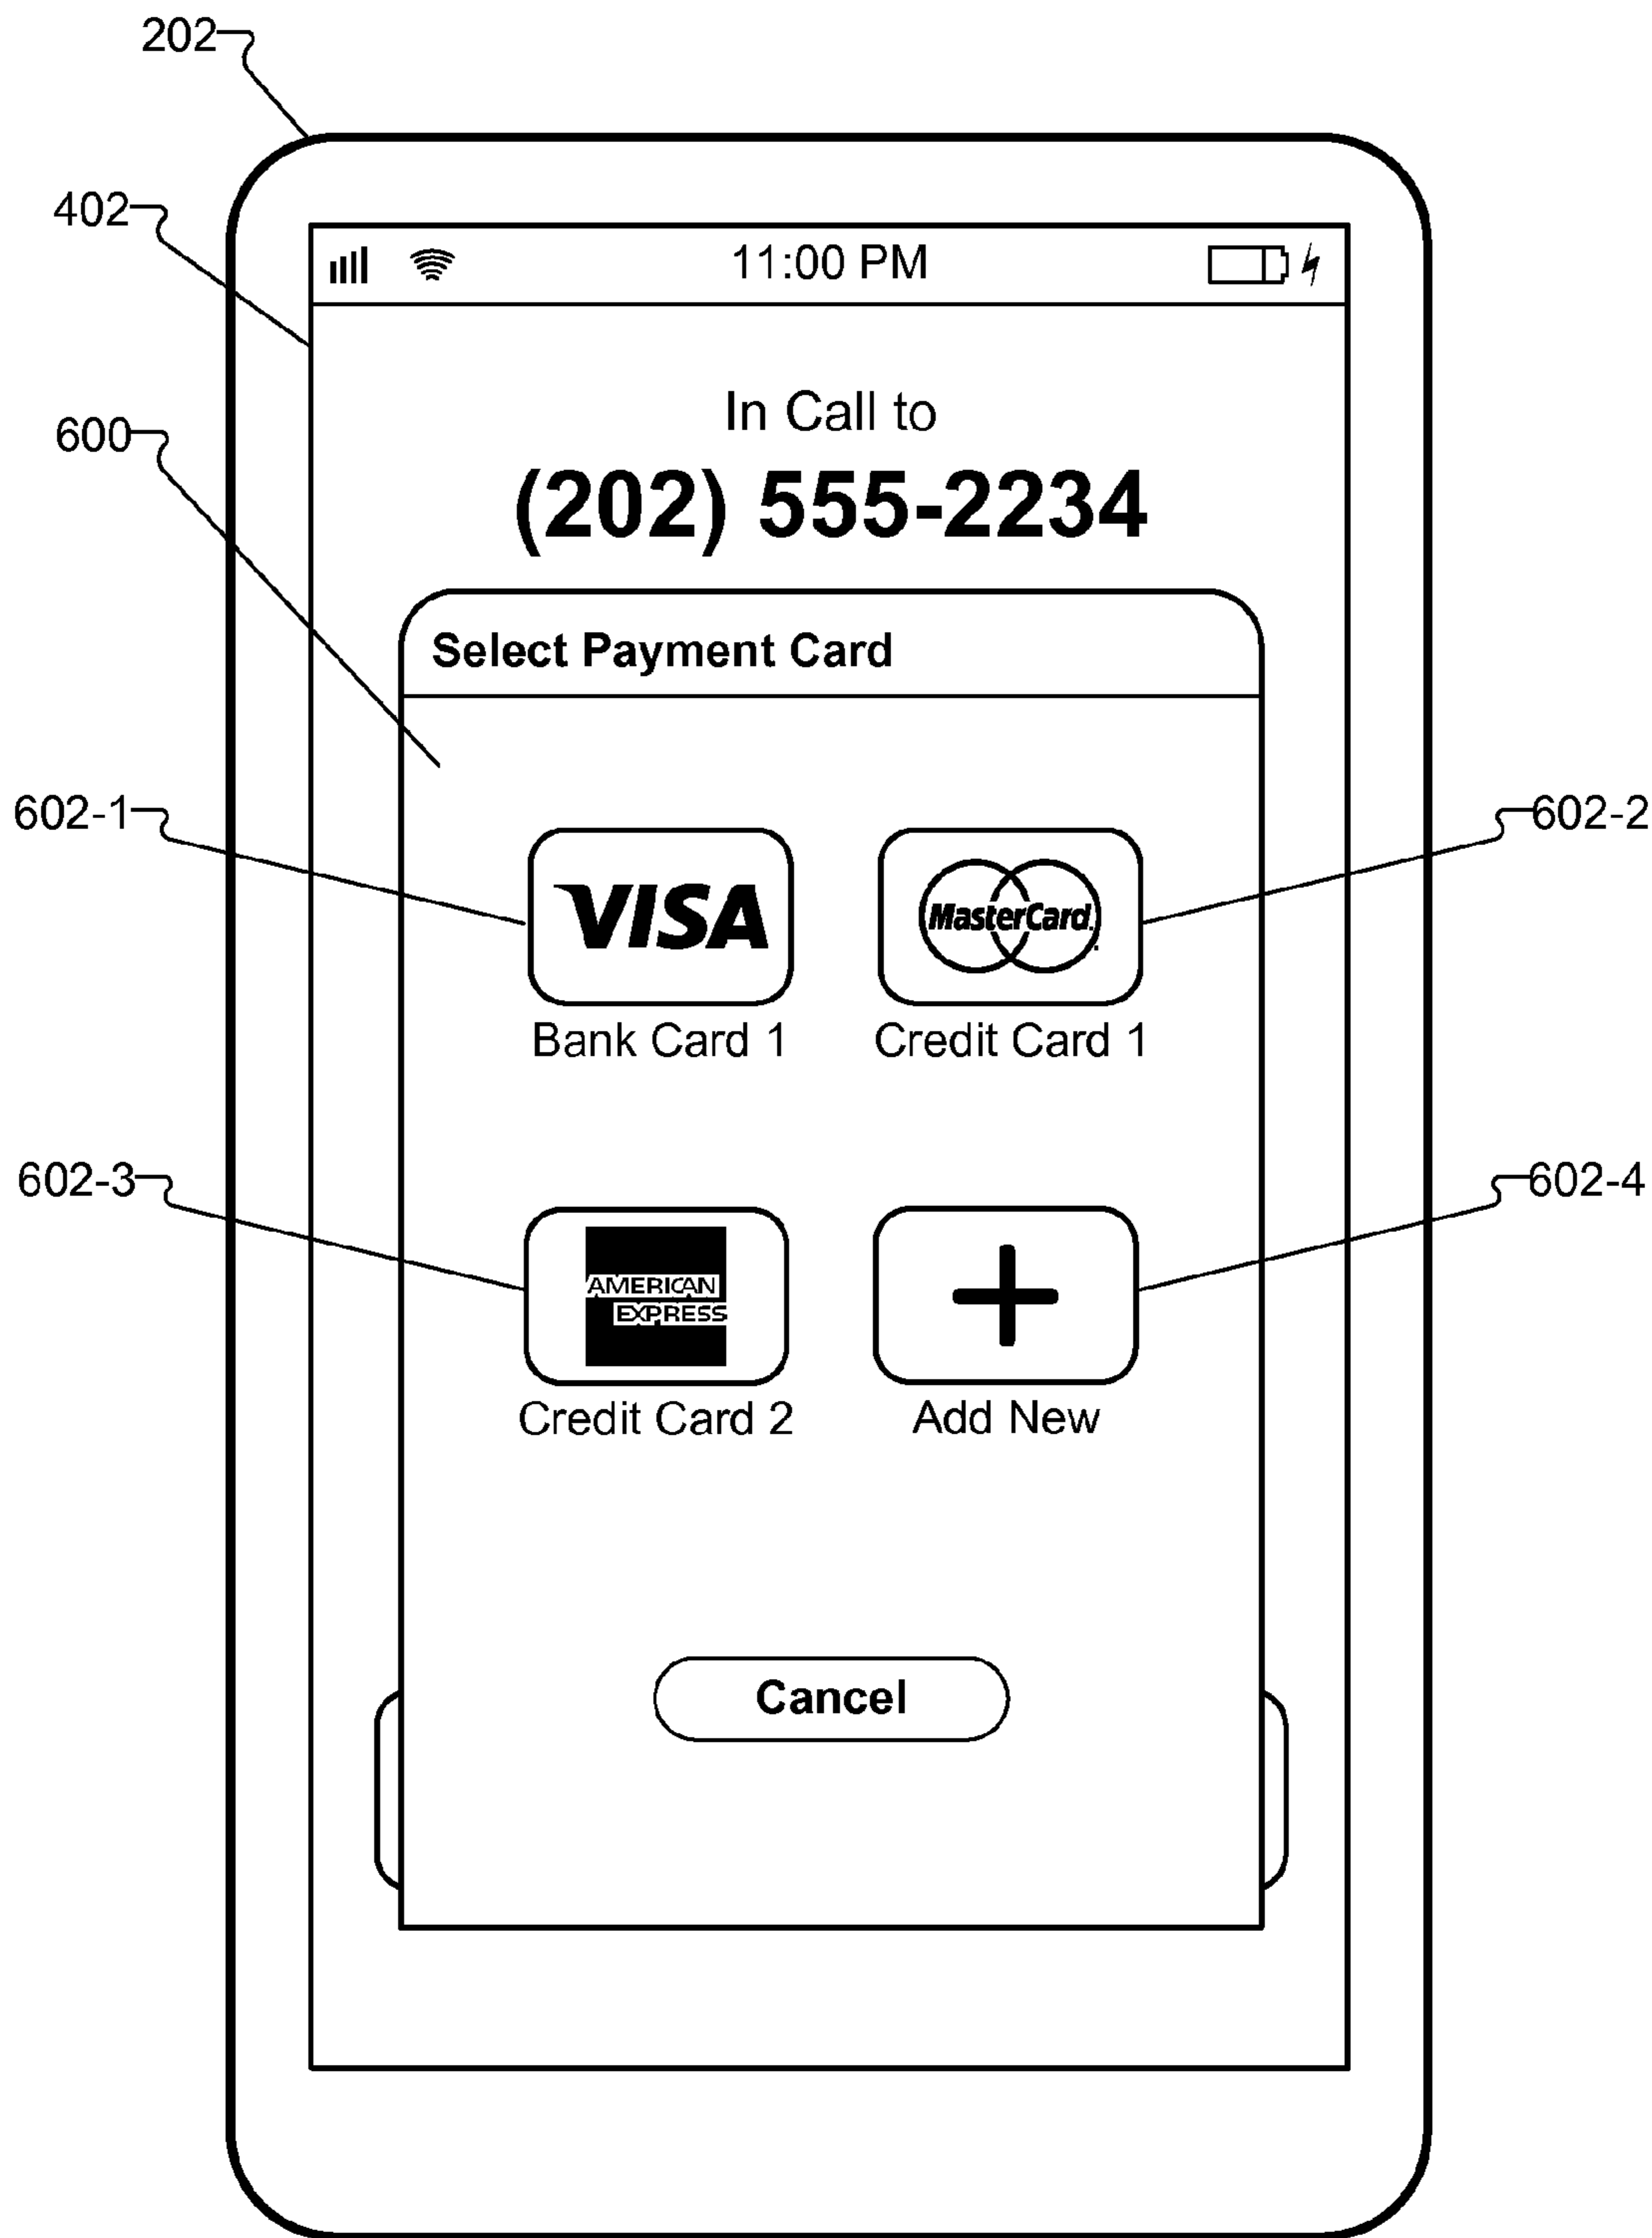 202
402
11:00 PM
In Call to
600
(202) 555-2234
Select Payment Card
602-1
602-2
VISA
MasterCard
Bank Card 1
Credit Card 1
602-3
602-4
AMERICAN
EXPRESS
Credit Card 2
Add New
Cancel